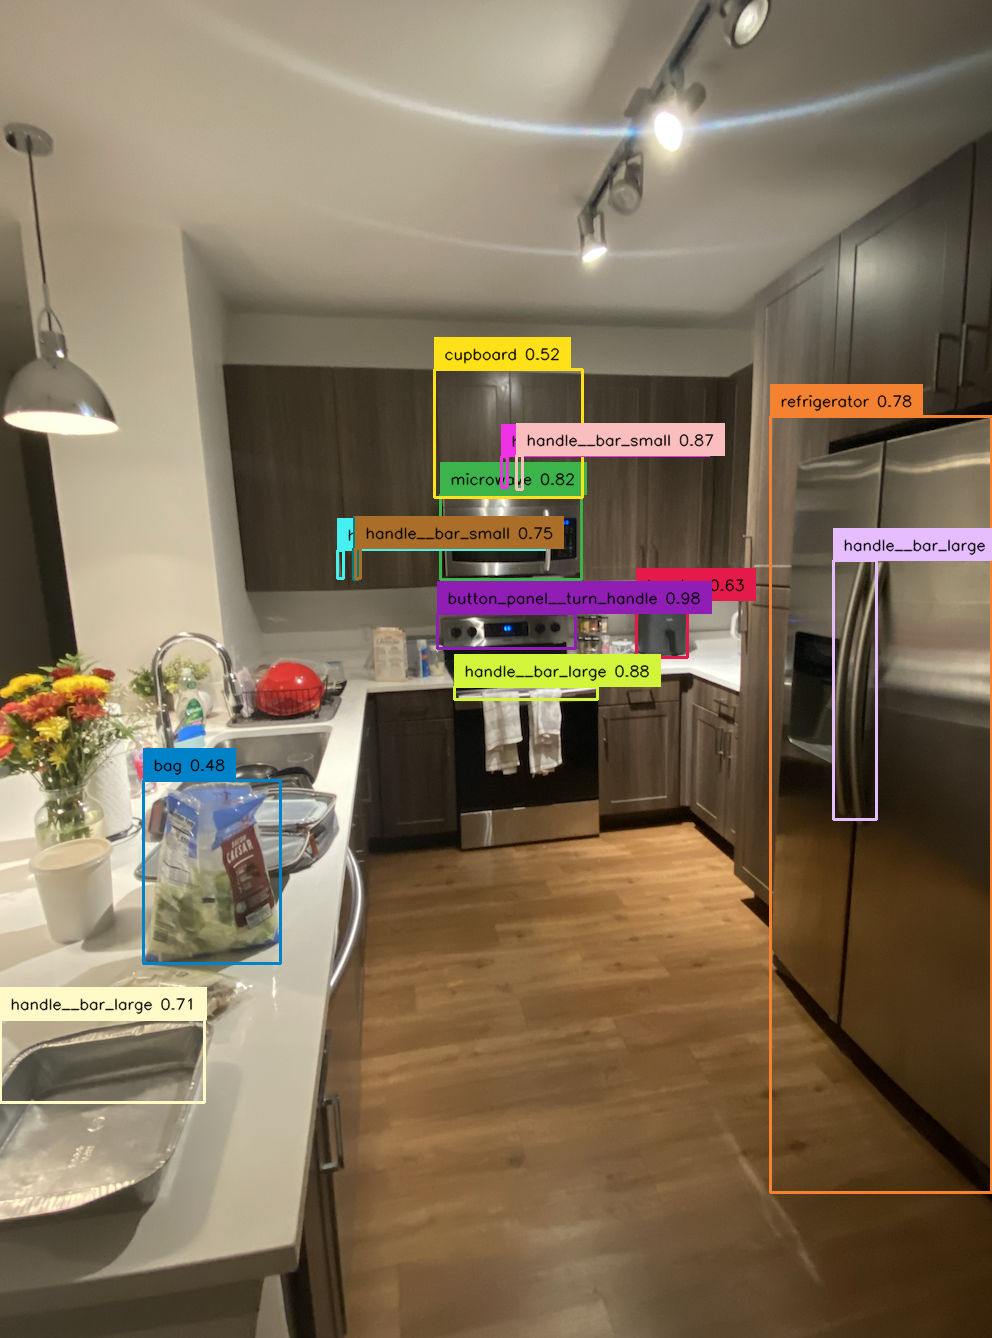 cupboard 0.52
refrigerator 0.78
h
handle__bar_small 0.87
microwave 0.82
h
handle__bar_small 0.75
handle__bar_large
0.63
button_panel__turn_handle 0.98
handle__bar_large 0.88
bag 0.48
CAESAR
handle__bar_large 0.71